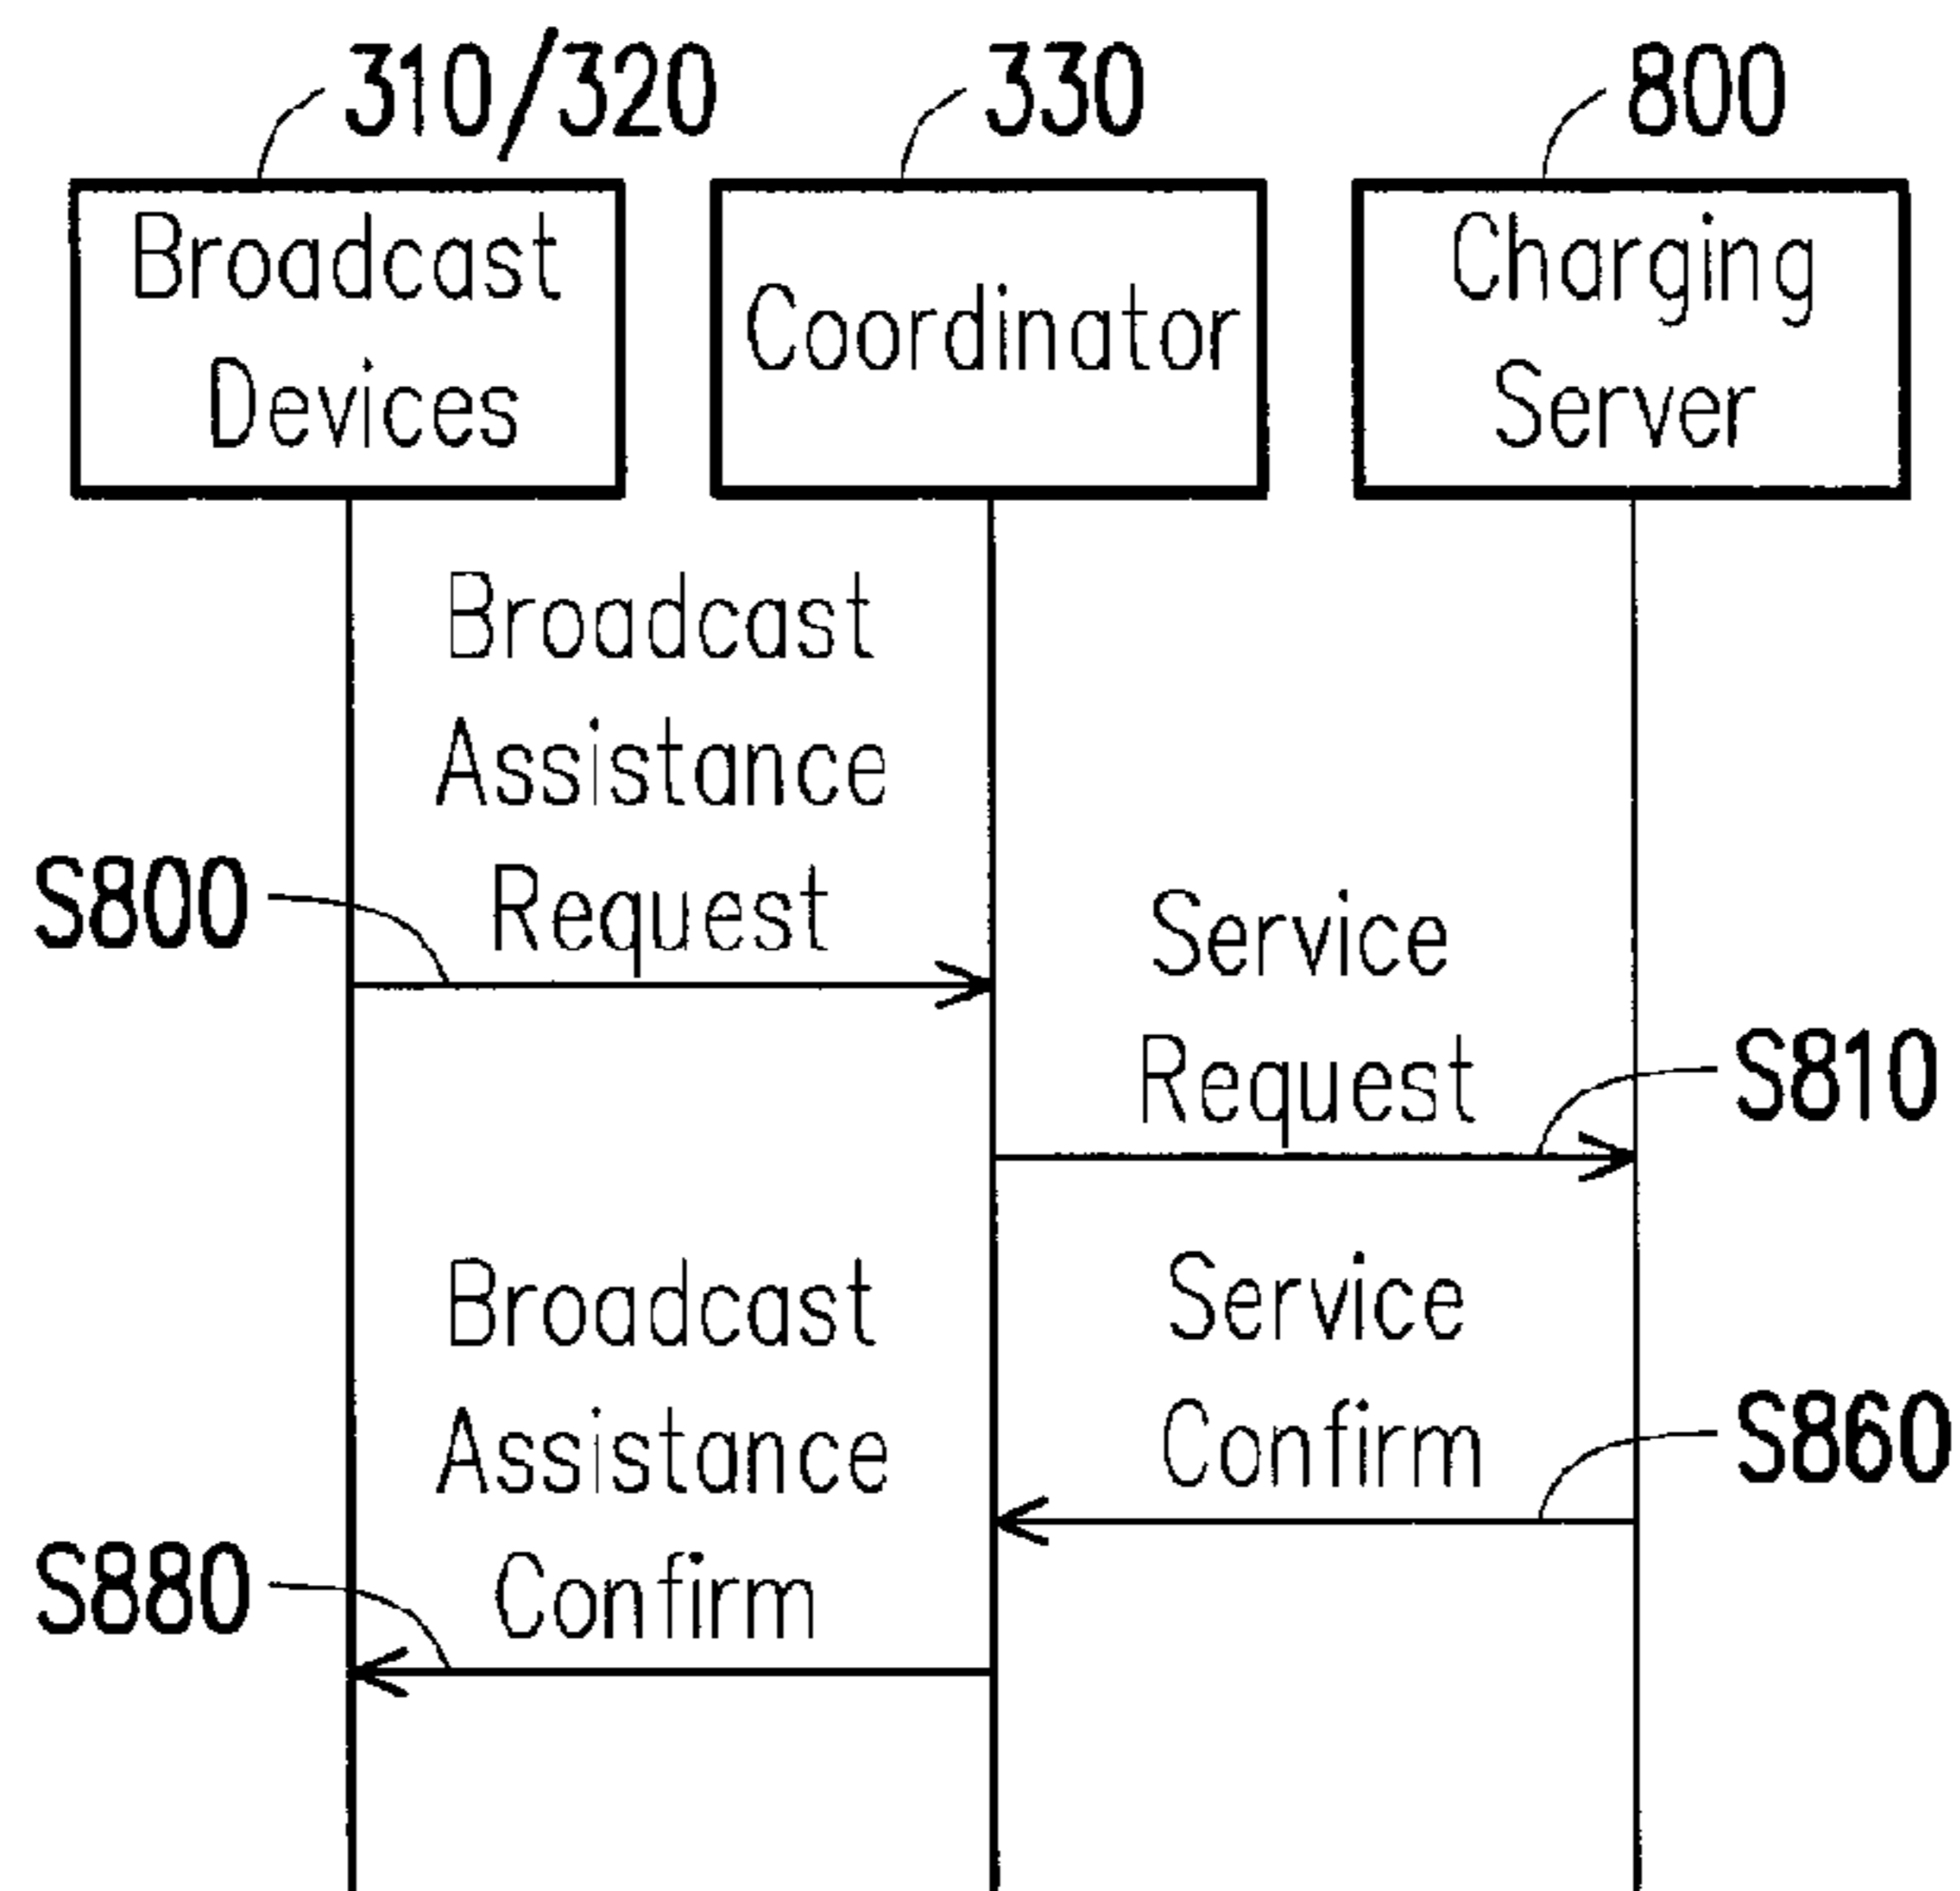 310/320
330
800
Broadcast
Devices
Coordinator
Charging
Server
Broadcast
Assistance
Request
S800
Service
Request
S810
Service
Confirm
S860
Broadcast
Assistance
Confirm
S880